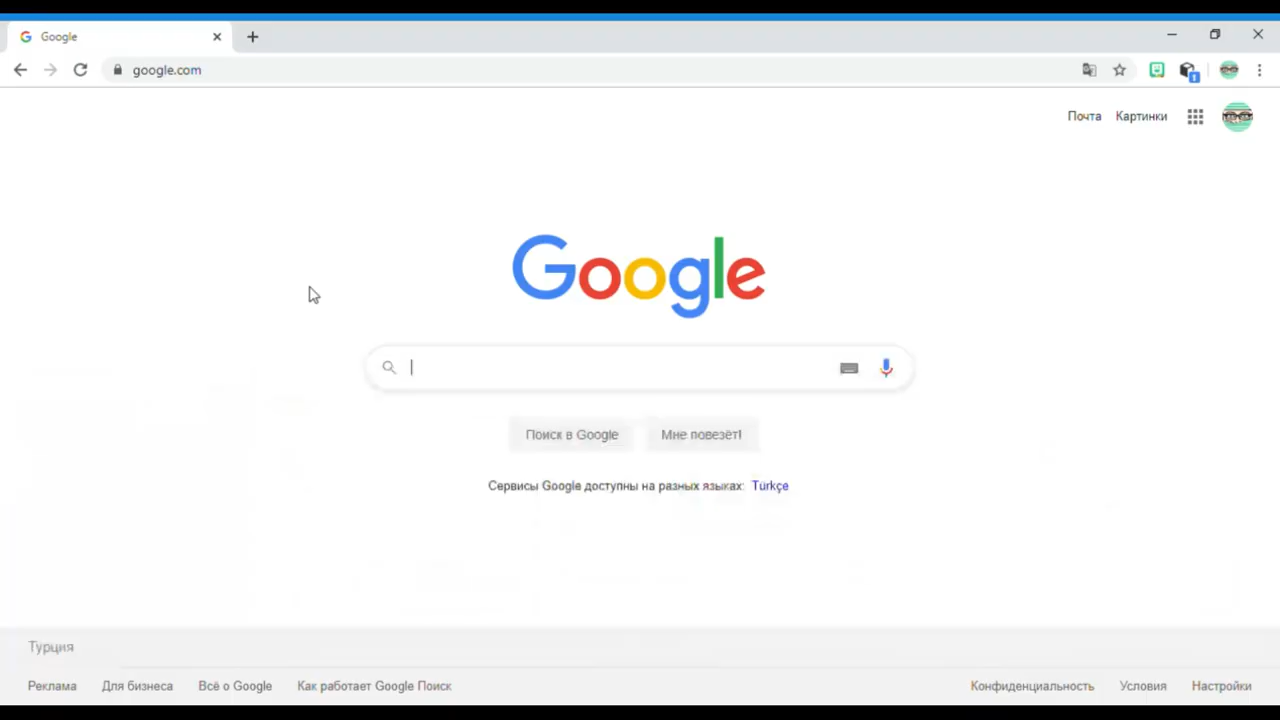 Google
google.com
Почта Картинки
Google
Поиск в Google Мне повезёт!
Сервисы Google доступны на разных языках: Türkçe
Турция
Реклама Для бизнеса Всё о Google Как работает Google Поиск Конфиденциальность Условия Настройки